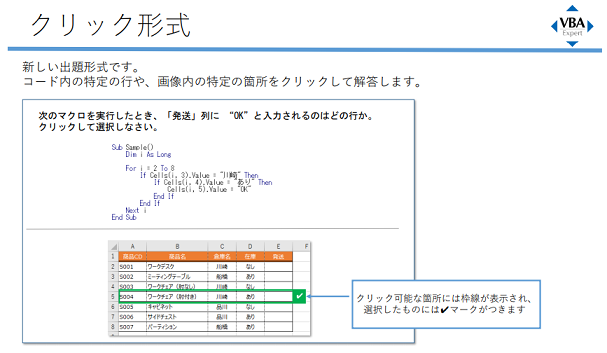 クリック形式
VBA
Expert
新しい出題形式です。
コード内の特定の行や、画像内の特定の箇所をクリックして解答します。
次のマクロを実行したとき、「発送」列に “OK”と入力されるのはどの行か。
クリックして選択しなさい。
Sub Sample()
Dim i As Long
For i = 2 To 8
If Cells(i, 3).Value = "川崎" Then
If Cells(i, 4).Value = "あり" Then
Cells(i, 5).Value = "OK"
End If
End If
Next i
End Sub
A B C D E F
1 商品CD 商品名 倉庫名 在庫 発送
2 S001 ワークデスク 川崎 なし
3 S002 ミーティングテーブル 船橋 あり
4 S003 ワークチェア（肘なし） 川崎 なし
5 S004 ワークチェア（肘付き） 川崎 あり ✔
6 S005 キャビネット 品川 なし
7 S006 サイドチェスト 品川 あり
8 S007 パーティション 船橋 あり
クリック可能な箇所には枠線が表示され、
選択したものには✔マークがつきます